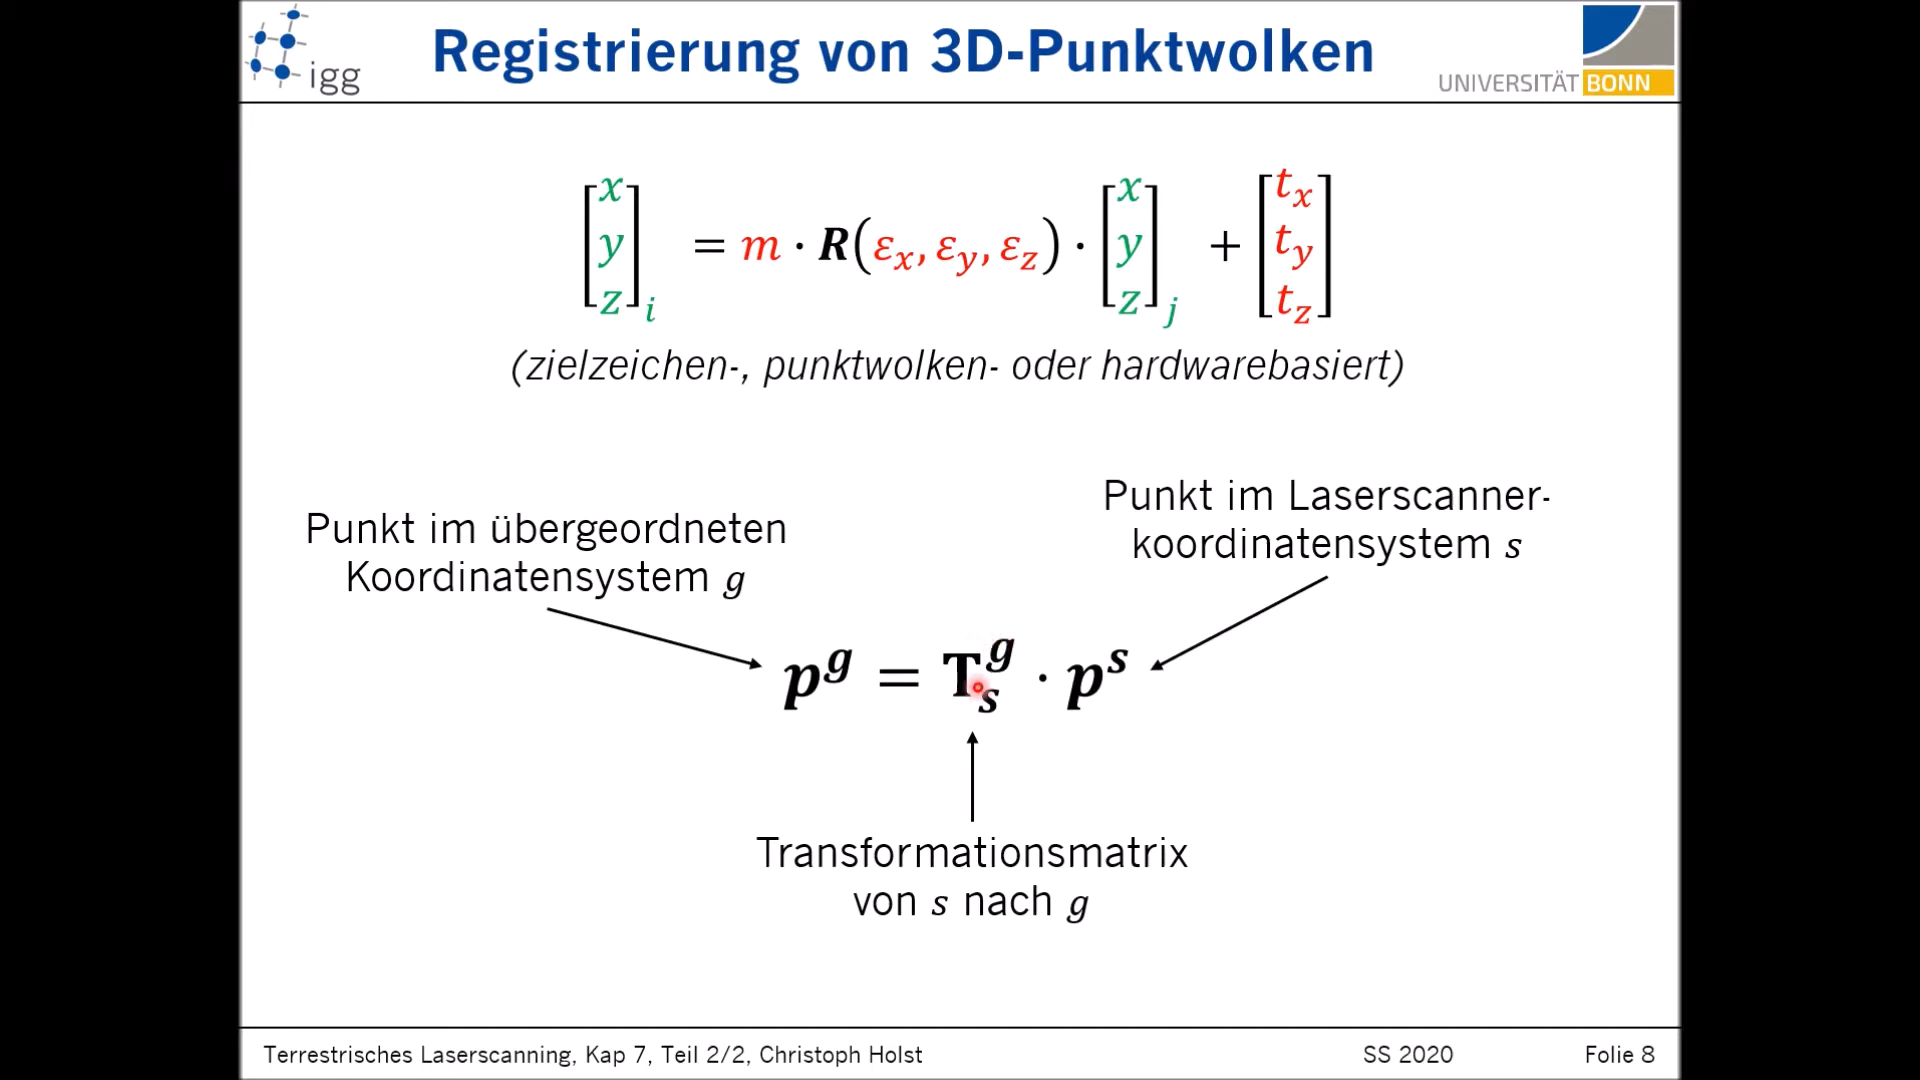 igg
Registrierung von 3D-Punktwolken
UNIVERSITÄT BONN
[x y z]_i = m · R(ε_x, ε_y, ε_z) · [x y z]_j + [t_x t_y t_z]
(zielzeichen-, punktwolken- oder hardwarebasiert)
Punkt im übergeordneten
Koordinatensystem g
Punkt im Laserscanner-
koordinatensystem s
p^g = T_s^g · p^s
Transformationsmatrix
von s nach g
Terrestrisches Laserscanning, Kap 7, Teil 2/2, Christoph Holst
SS 2020
Folie 8